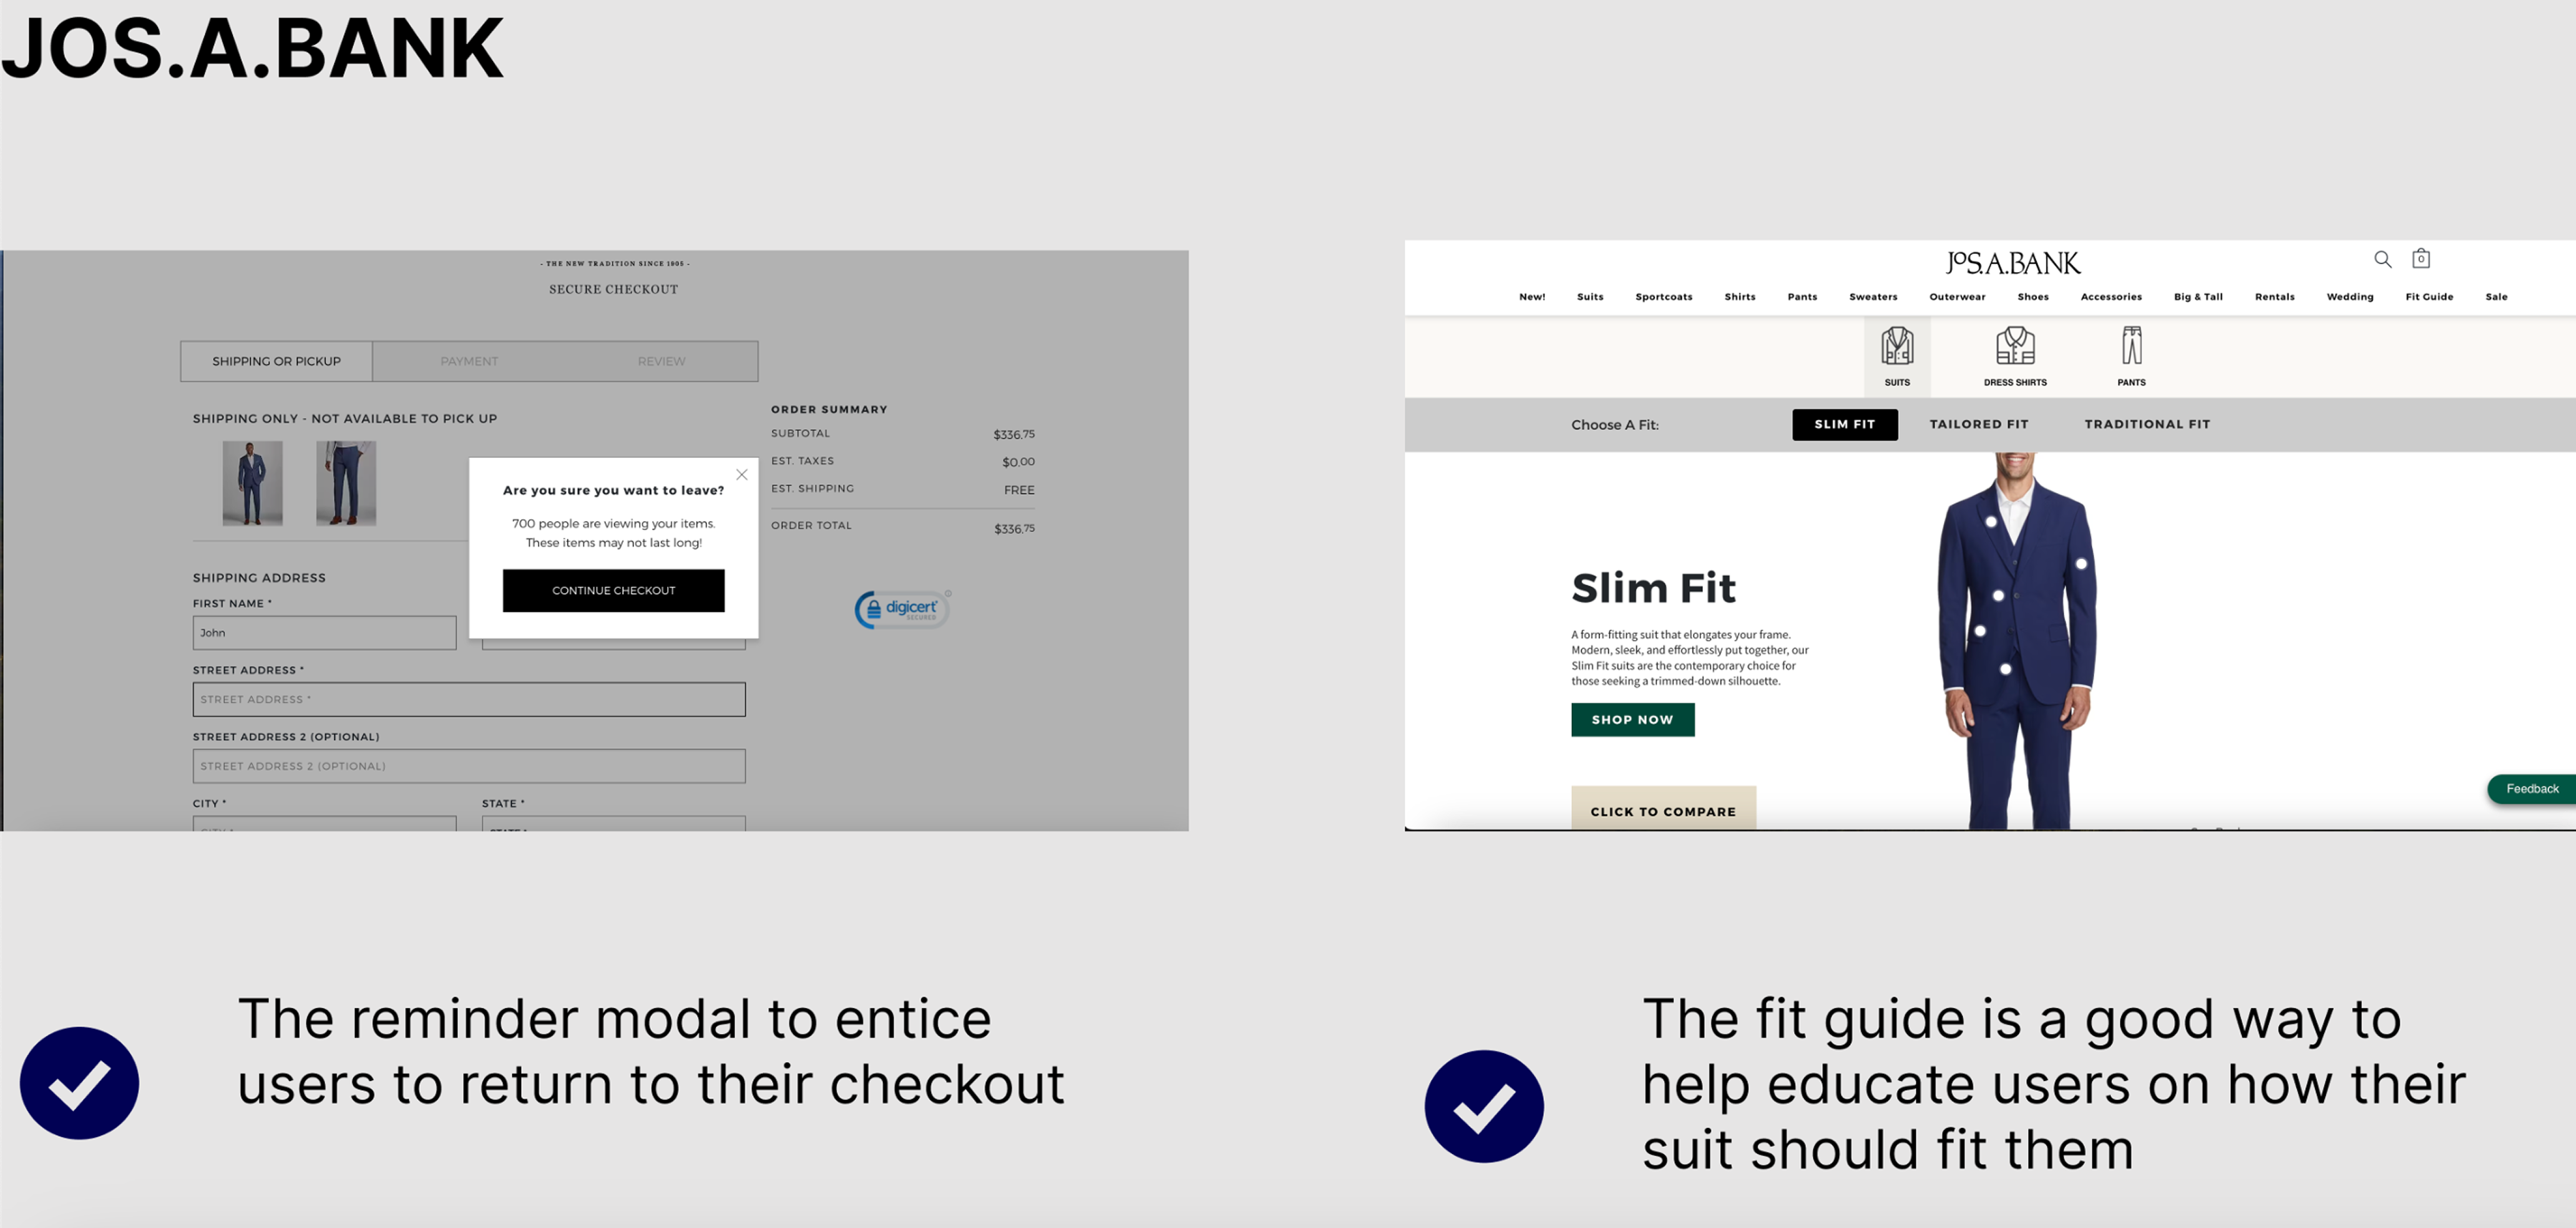 JOS.A.BANK
- THE NEW TRADITION SINCE 1905 -
SECURE CHECKOUT
SHIPPING OR PICKUP
PAYMENT
REVIEW
SHIPPING ONLY - NOT AVAILABLE TO PICK UP
ORDER SUMMARY
SUBTOTAL $336.75
EST. TAXES $0.00
EST. SHIPPING FREE
ORDER TOTAL $336.75
digicert
SECURED
Are you sure you want to leave?
700 people are viewing your items.
These items may not last long!
CONTINUE CHECKOUT
SHIPPING ADDRESS
FIRST NAME *
John
STREET ADDRESS *
STREET ADDRESS *
STREET ADDRESS 2 (OPTIONAL)
STREET ADDRESS 2 (OPTIONAL)
CITY *
STATE *
The reminder modal to entice
users to return to their checkout
JOS.A.BANK
0
New! Suits Sportcoats Shirts Pants Sweaters Outerwear Shoes Accessories Big & Tall Rentals Wedding Fit Guide Sale
SUITS
DRESS SHIRTS
PANTS
Choose A Fit:
SLIM FIT
TAILORED FIT
TRADITIONAL FIT
Slim Fit
A form-fitting suit that elongates your frame.
Modern, sleek, and effortlessly put together, our
Slim Fit suits are the contemporary choice for
those seeking a trimmed-down silhouette.
SHOP NOW
CLICK TO COMPARE
Feedback
The fit guide is a good way to
help educate users on how their
suit should fit them